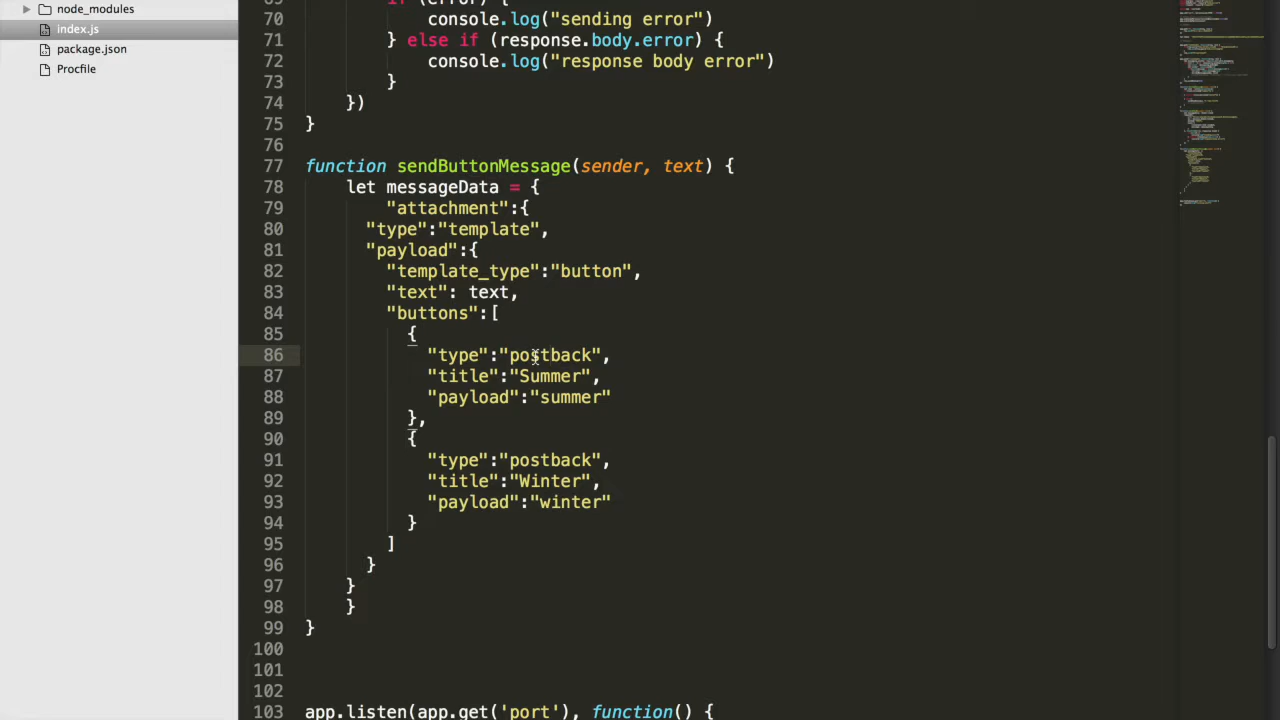 node_modules
index.js
package.json
Procfile
69 if (error) {
70 console.log("sending error")
71 } else if (response.body.error) {
72 console.log("response body error")
73 }
74 })
75 }
76
77 function sendButtonMessage(sender, text) {
78 let messageData = {
79 "attachment":{
80 "type":"template",
81 "payload":{
82 "template_type":"button",
83 "text": text,
84 "buttons":[
85 {
86 "type":"postback",
87 "title":"Summer",
88 "payload":"summer"
89 },
90 {
91 "type":"postback",
92 "title":"Winter",
93 "payload":"winter"
94 }
95 ]
96 }
97 }
98 }
99 }
100
101
102
103 app.listen(app.get('port'), function() {